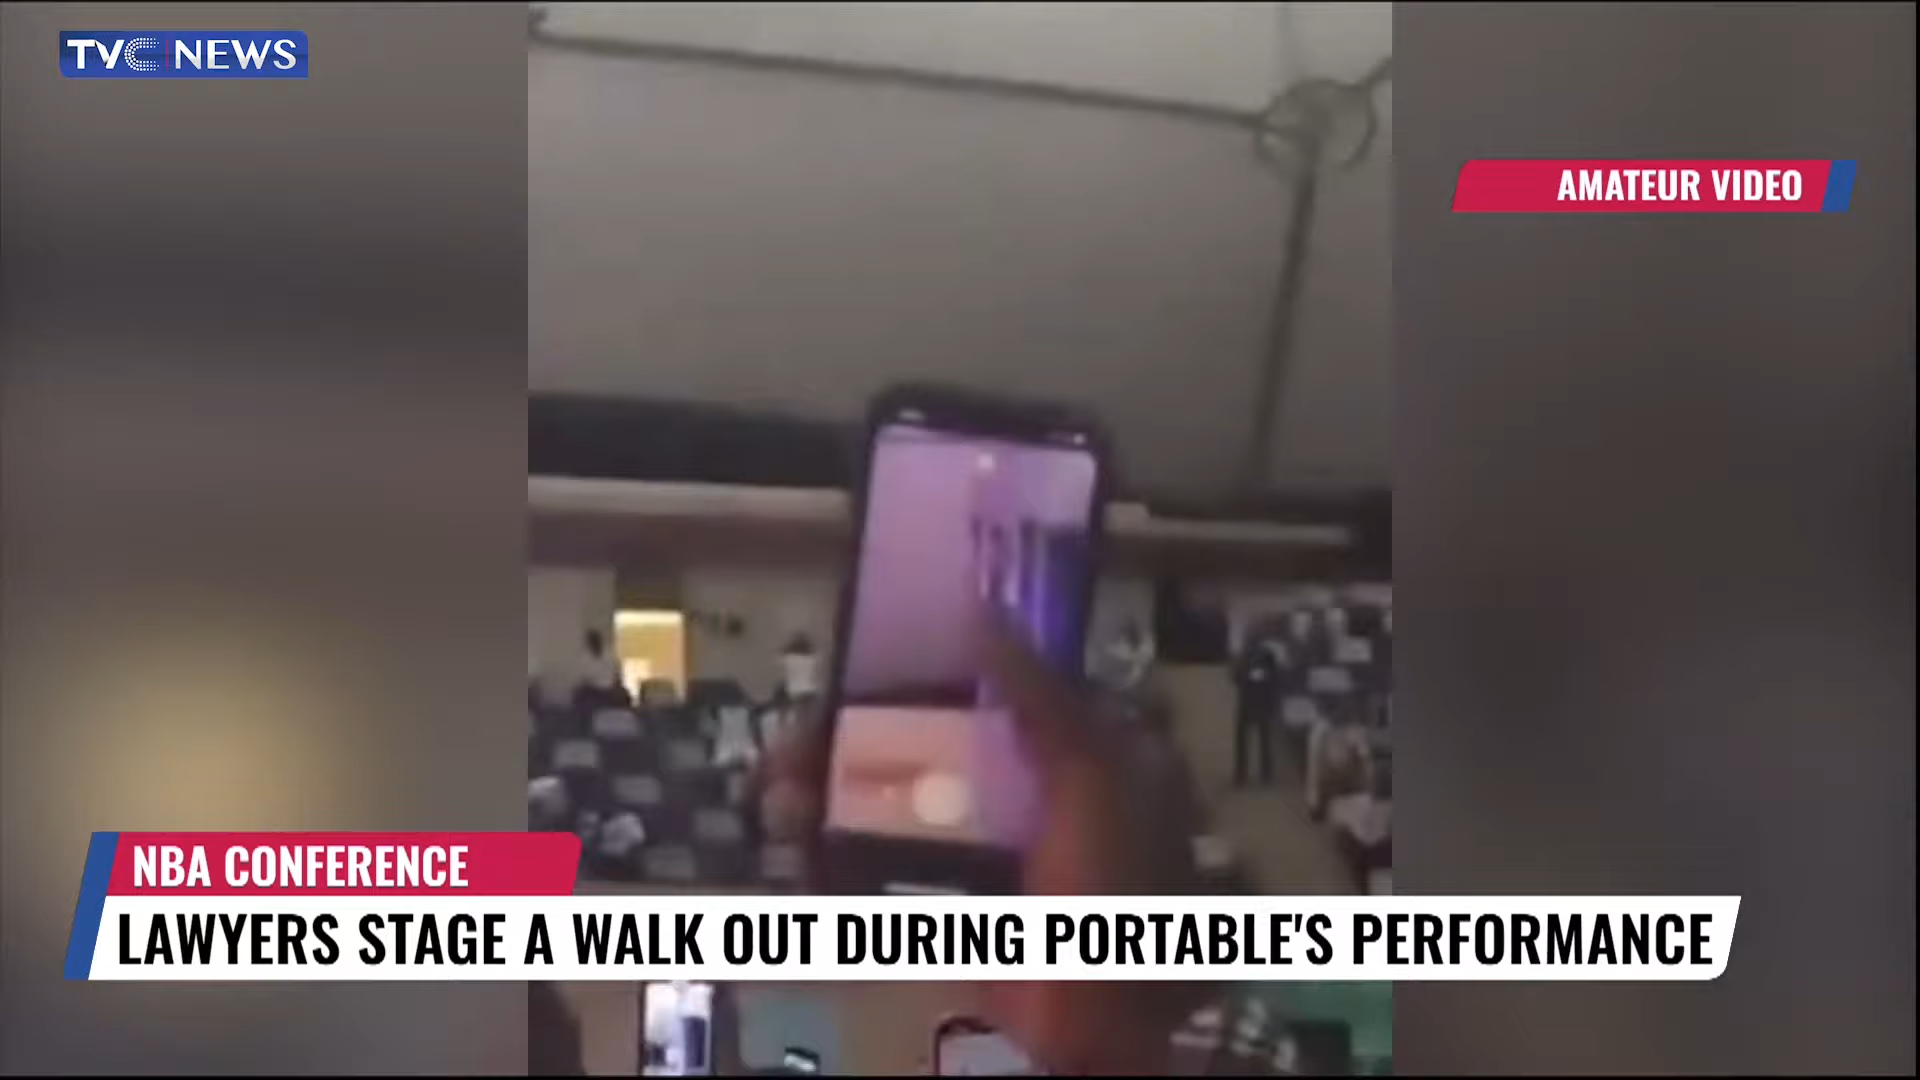 TVC NEWS
AMATEUR VIDEO
NBA CONFERENCE
LAWYERS STAGE A WALK OUT DURING PORTABLE'S PERFORMANCE